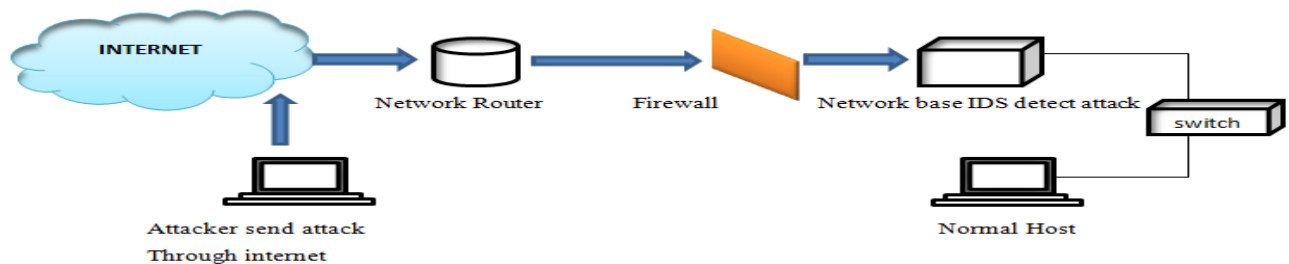 INTERNET
Network Router
Firewall
Network base IDS detect attack
switch
Attacker send attack
Through internet
Normal Host